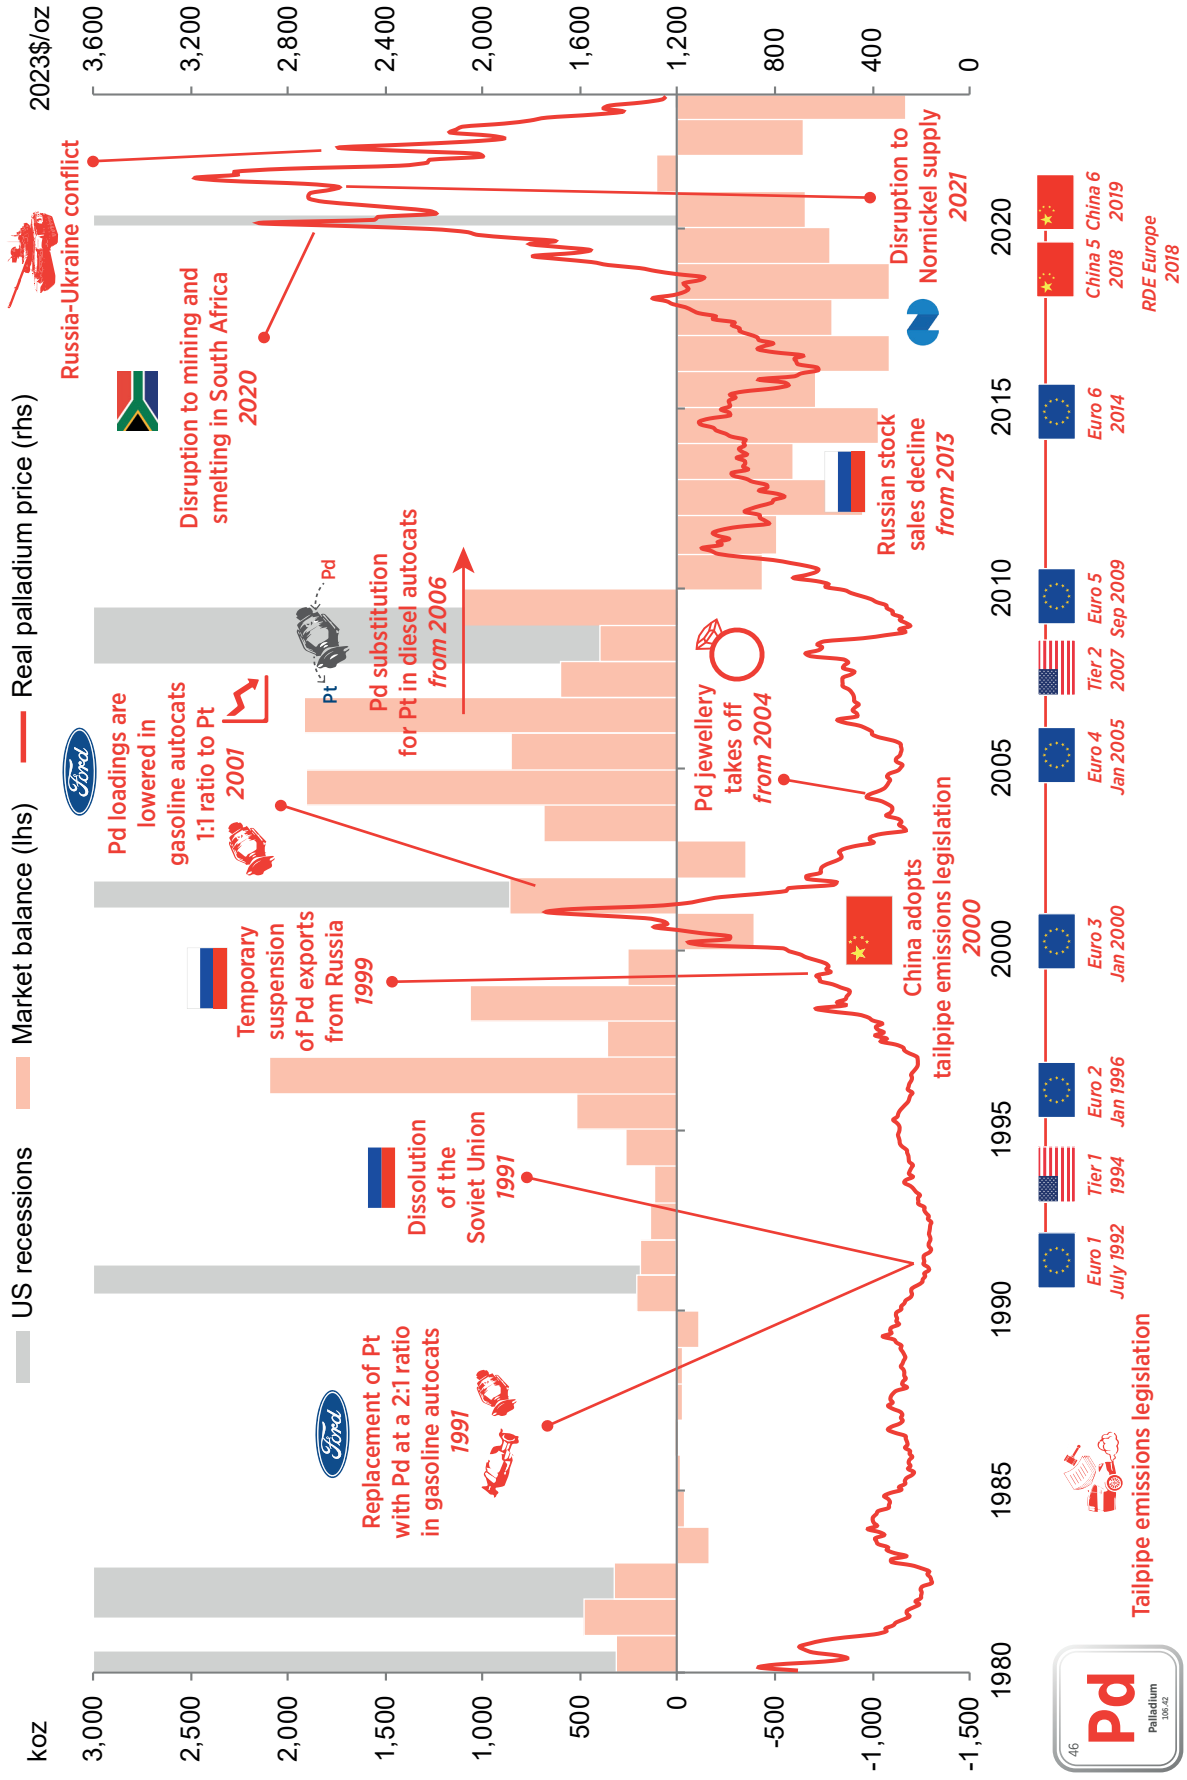 US recessions
Market balance (lhs)
Real palladium price (rhs)
koz
2023$/oz
3,000
2,500
2,000
1,500
1,000
500
0
-500
-1,000
-1,500
3,600
3,200
2,800
2,400
2,000
1,600
1,200
800
400
0
Ford
Replacement of Pt
with Pd at a 2:1 ratio
in gasoline autocats
1991
Dissolution
of the
Soviet Union
1991
Temporary
suspension
of Pd exports
from Russia
1999
Ford
Pd loadings are
lowered in
gasoline autocats
1:1 ratio to Pt
2001
Pt
Pd
Pd substitution
for Pt in diesel autocats
from 2006
Disruption to mining and
smelting in South Africa
2020
Russia-Ukraine conflict
China adopts
tailpipe emissions legislation
2000
Pd jewellery
takes off
from 2004
Russian stock
sales decline
from 2013
Disruption to
Nornickel supply
2021
1980
1985
1990
1995
2000
2005
2010
2015
2020
46
Pd
Palladium
106.42
Tailpipe emissions legislation
Euro 1
July 1992
Tier 1
1994
Euro 2
Jan 1996
Euro 3
Jan 2000
Euro 4
Jan 2005
Tier 2
2007
Euro 5
Sep 2009
Euro 6
2014
China 5
2018
RDE Europe
2018
China 6
2019